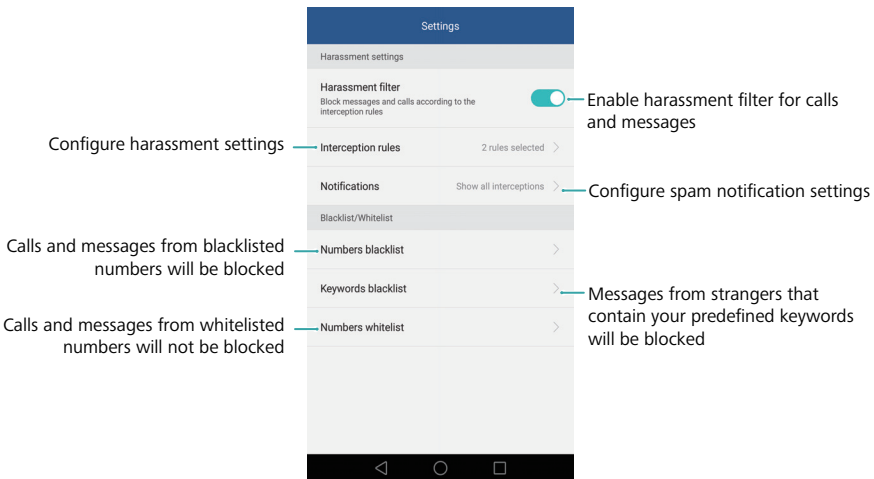 Settings
Harassment settings
Harassment filter
Block messages and calls according to the
interception rules
Enable harassment filter for calls
and messages
Configure harassment settings
Interception rules 2 rules selected
Notifications Show all interceptions
Configure spam notification settings
Blacklist/Whitelist
Calls and messages from blacklisted
numbers will be blocked
Numbers blacklist
Keywords blacklist
Messages from strangers that
contain your predefined keywords
will be blocked
Calls and messages from whitelisted
numbers will not be blocked
Numbers whitelist